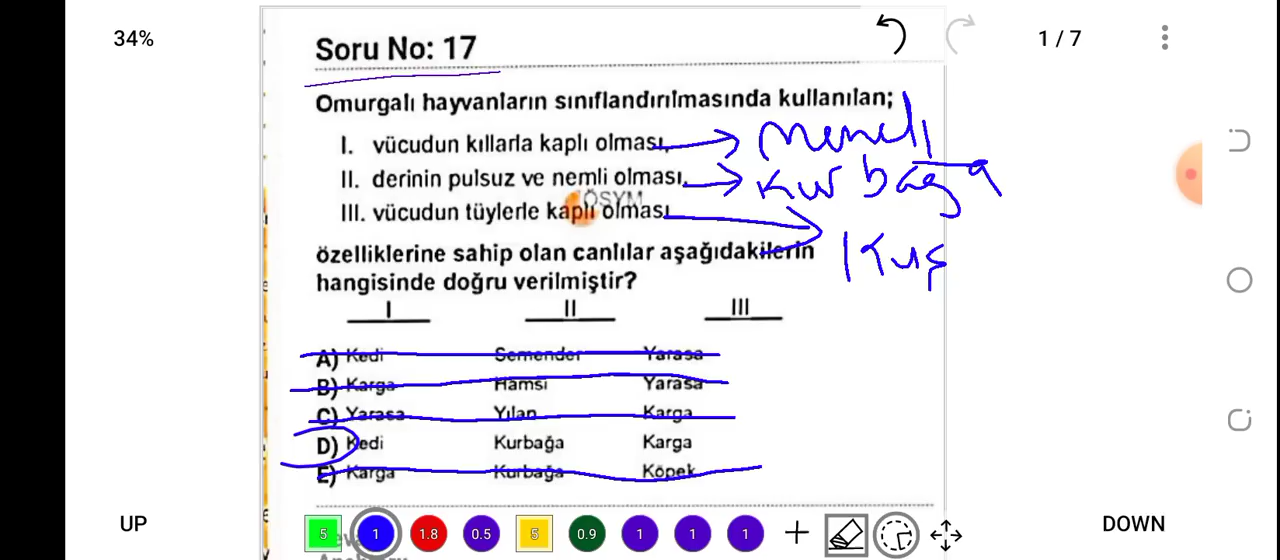 34%
1 / 7
Soru No: 17
Omurgalı hayvanların sınıflandırılmasında kullanılan;
I. vücudun kıllarla kaplı olması,
memeli
II. derinin pulsuz ve nemli olması,
Kurbağa
ÖSYM
III. vücudun tüylerle kaplı olması
Kuş
özelliklerine sahip olan canlılar aşağıdakilerin
hangisinde doğru verilmiştir?
I II III
A) Kedi Semender Yarasa
B) Karga Hamsi Yarasa
C) Yarasa Yılan Karga
D) Kedi Kurbağa Karga
E) Karga Kurbağa Köpek
UP
5 1 1.8 0.5 5 0.9 1 1 1
DOWN